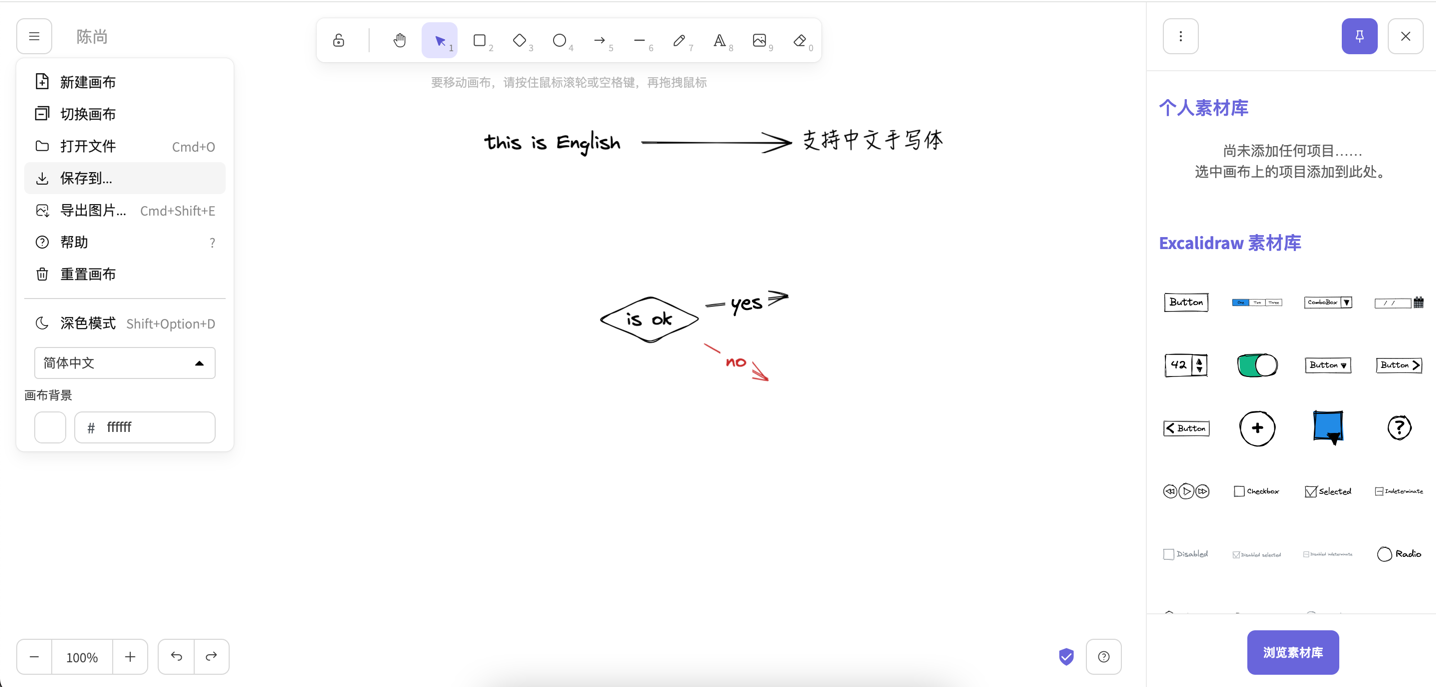 陈尚
新建画布
切换画布
打开文件 Cmd+O
保存到...
导出图片... Cmd+Shift+E
帮助 ?
重置画布
深色模式 Shift+Option+D
简体中文
画布背景
# ffffff
1 2 3 4 5 6 7 8 9 0
要移动画布，请按住鼠标滚轮或空格键，再拖拽鼠标
this is English 支持中文手写体
is ok
yes
no
100%
个人素材库
尚未添加任何项目……
选中画布上的项目添加到此处。
Excalidraw 素材库
Button One Two Three ComboBox / /
42 Button Button
Button + ?
Checkbox Selected Indeterminate
Disabled Disabled selected Disabled indeterminate Radio
浏览素材库